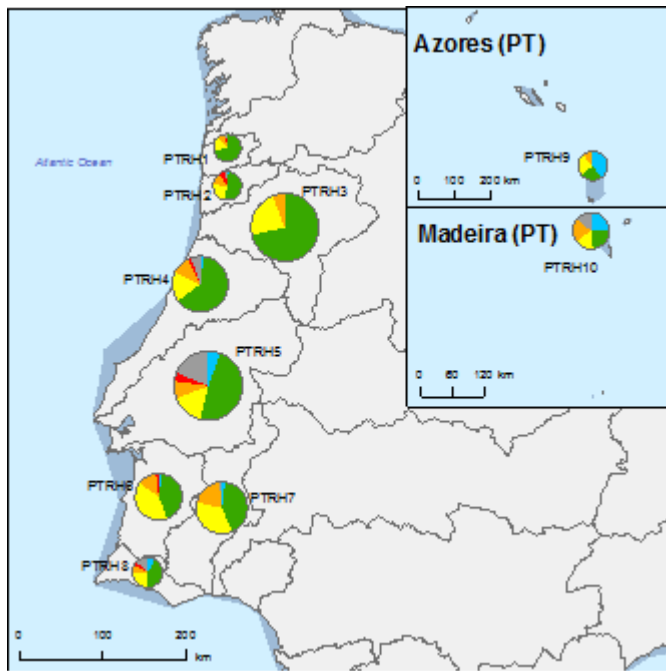 Azores (PT)
PTRH9
0 100 200 km
Madeira (PT)
PTRH10
0 60 120 km
Atlantic Ocean
PTRH1
PTRH2
PTRH3
PTRH4
PTRH5
PTRH6
PTRH7
PTRH8
0 100 200
km